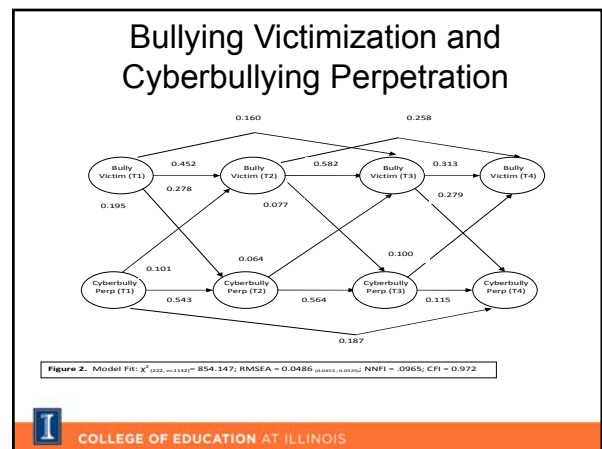 Bullying Victimization and
Cyberbullying Perpetration
0.160
0.258
Bully
Victim (T1)
0.452
0.278
Bully
Victim (T2)
0.582
Bully
Victim (T3)
0.313
Bully
Victim (T4)
0.195
0.077
0.279
0.064
0.100
0.101
Cyberbully
Perp (T1)
0.543
Cyberbully
Perp (T2)
0.564
Cyberbully
Perp (T3)
0.115
Cyberbully
Perp (T4)
0.187
Figure 2. Model Fit: χ² (222, n=1132)= 854.147; RMSEA = 0.0486 (0.0453 ; 0.0525); NNFI = .0965; CFI = 0.972
I
COLLEGE OF EDUCATION AT ILLINOIS